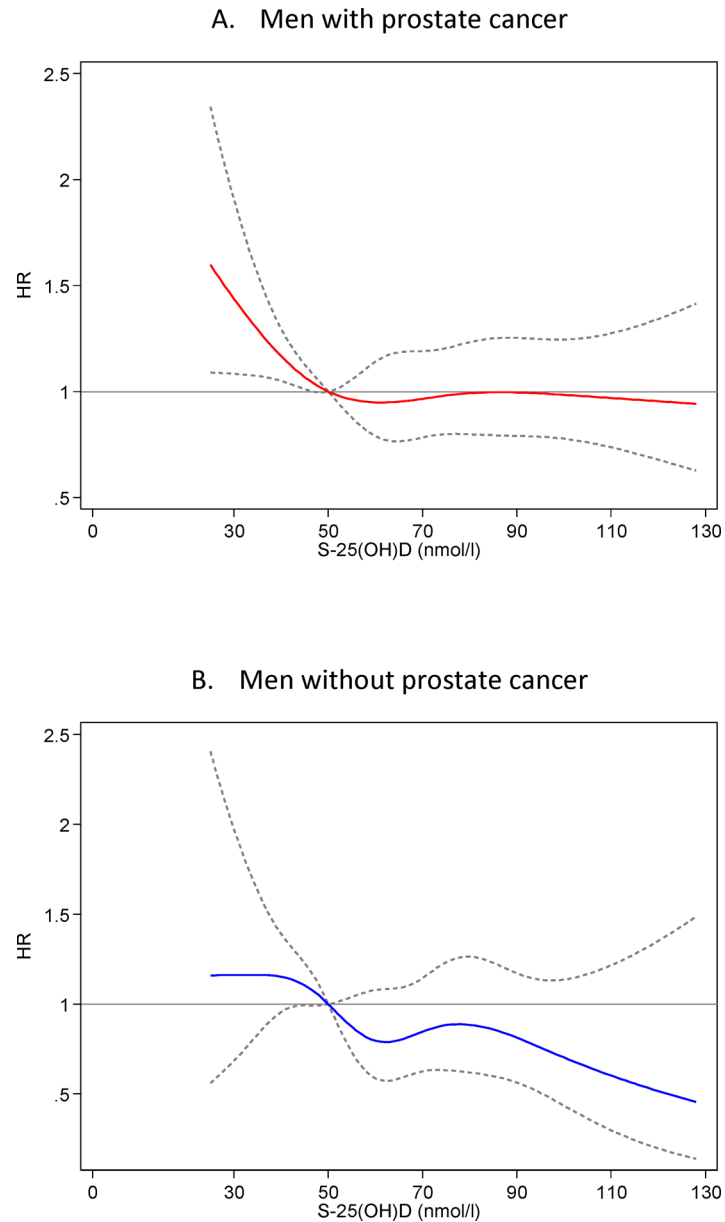 A. Men with prostate cancer
2.5
2
1.5
1
.5
HR
0 30 50 70 90 110 130
S-25(OH)D (nmol/l)
B. Men without prostate cancer
2.5
2
1.5
1
.5
HR
0 30 50 70 90 110 130
S-25(OH)D (nmol/l)